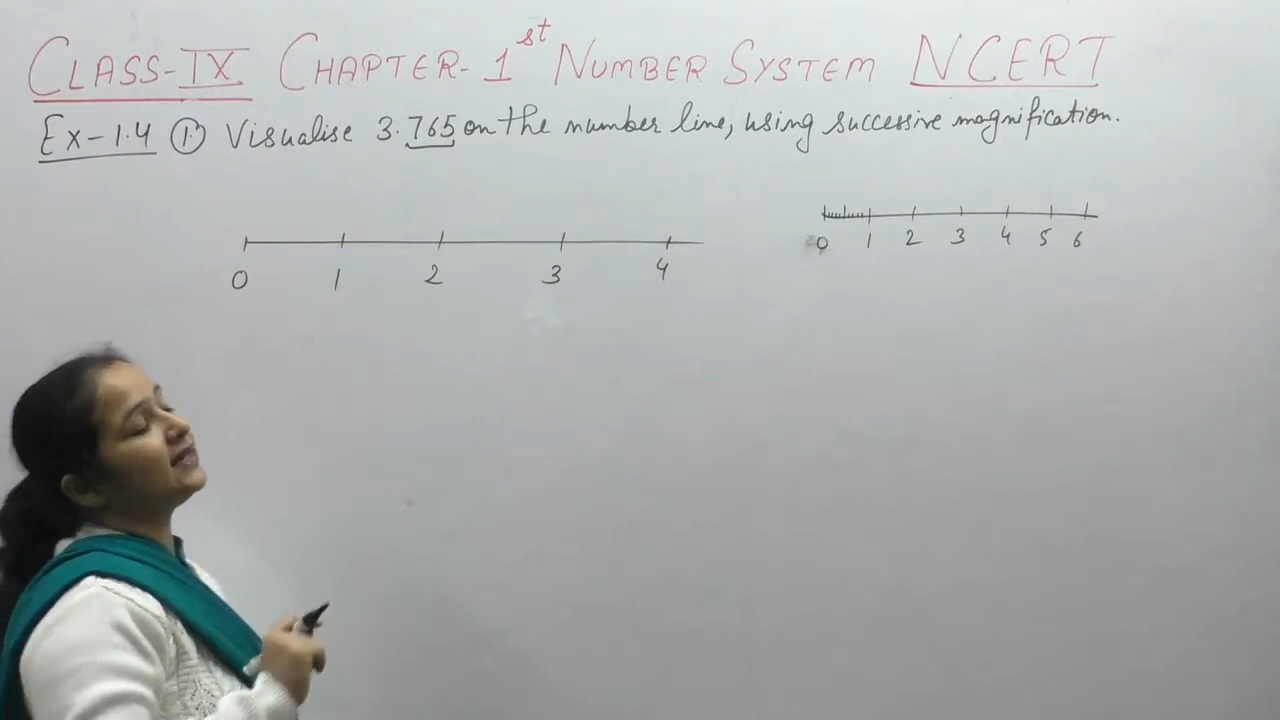 CLASS-IX CHAPTER-1st NUMBER SYSTEM NCERT
Ex-1.4 ① Visualise 3.765 on the number line, using successive magnification.
0 1 2 3 4
0 1 2 3 4 5 6